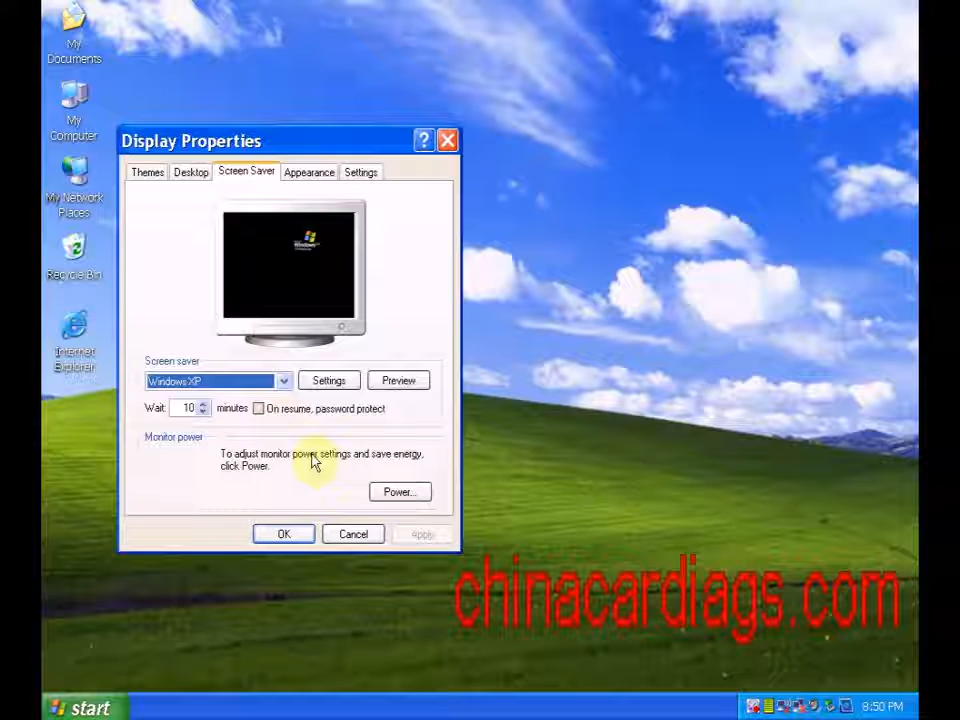 My
Documents
My
Computer
My Network
Places
Recycle Bin
Internet
Explorer
Display Properties
Themes
Desktop
Screen Saver
Appearance
Settings
Windows
Screen saver
Windows XP
Settings
Preview
Wait:
10
minutes
On resume, password protect
Monitor power
To adjust monitor power settings and save energy,
click Power.
Power...
OK
Cancel
Apply
chinacardiags.com
start
8:50 PM